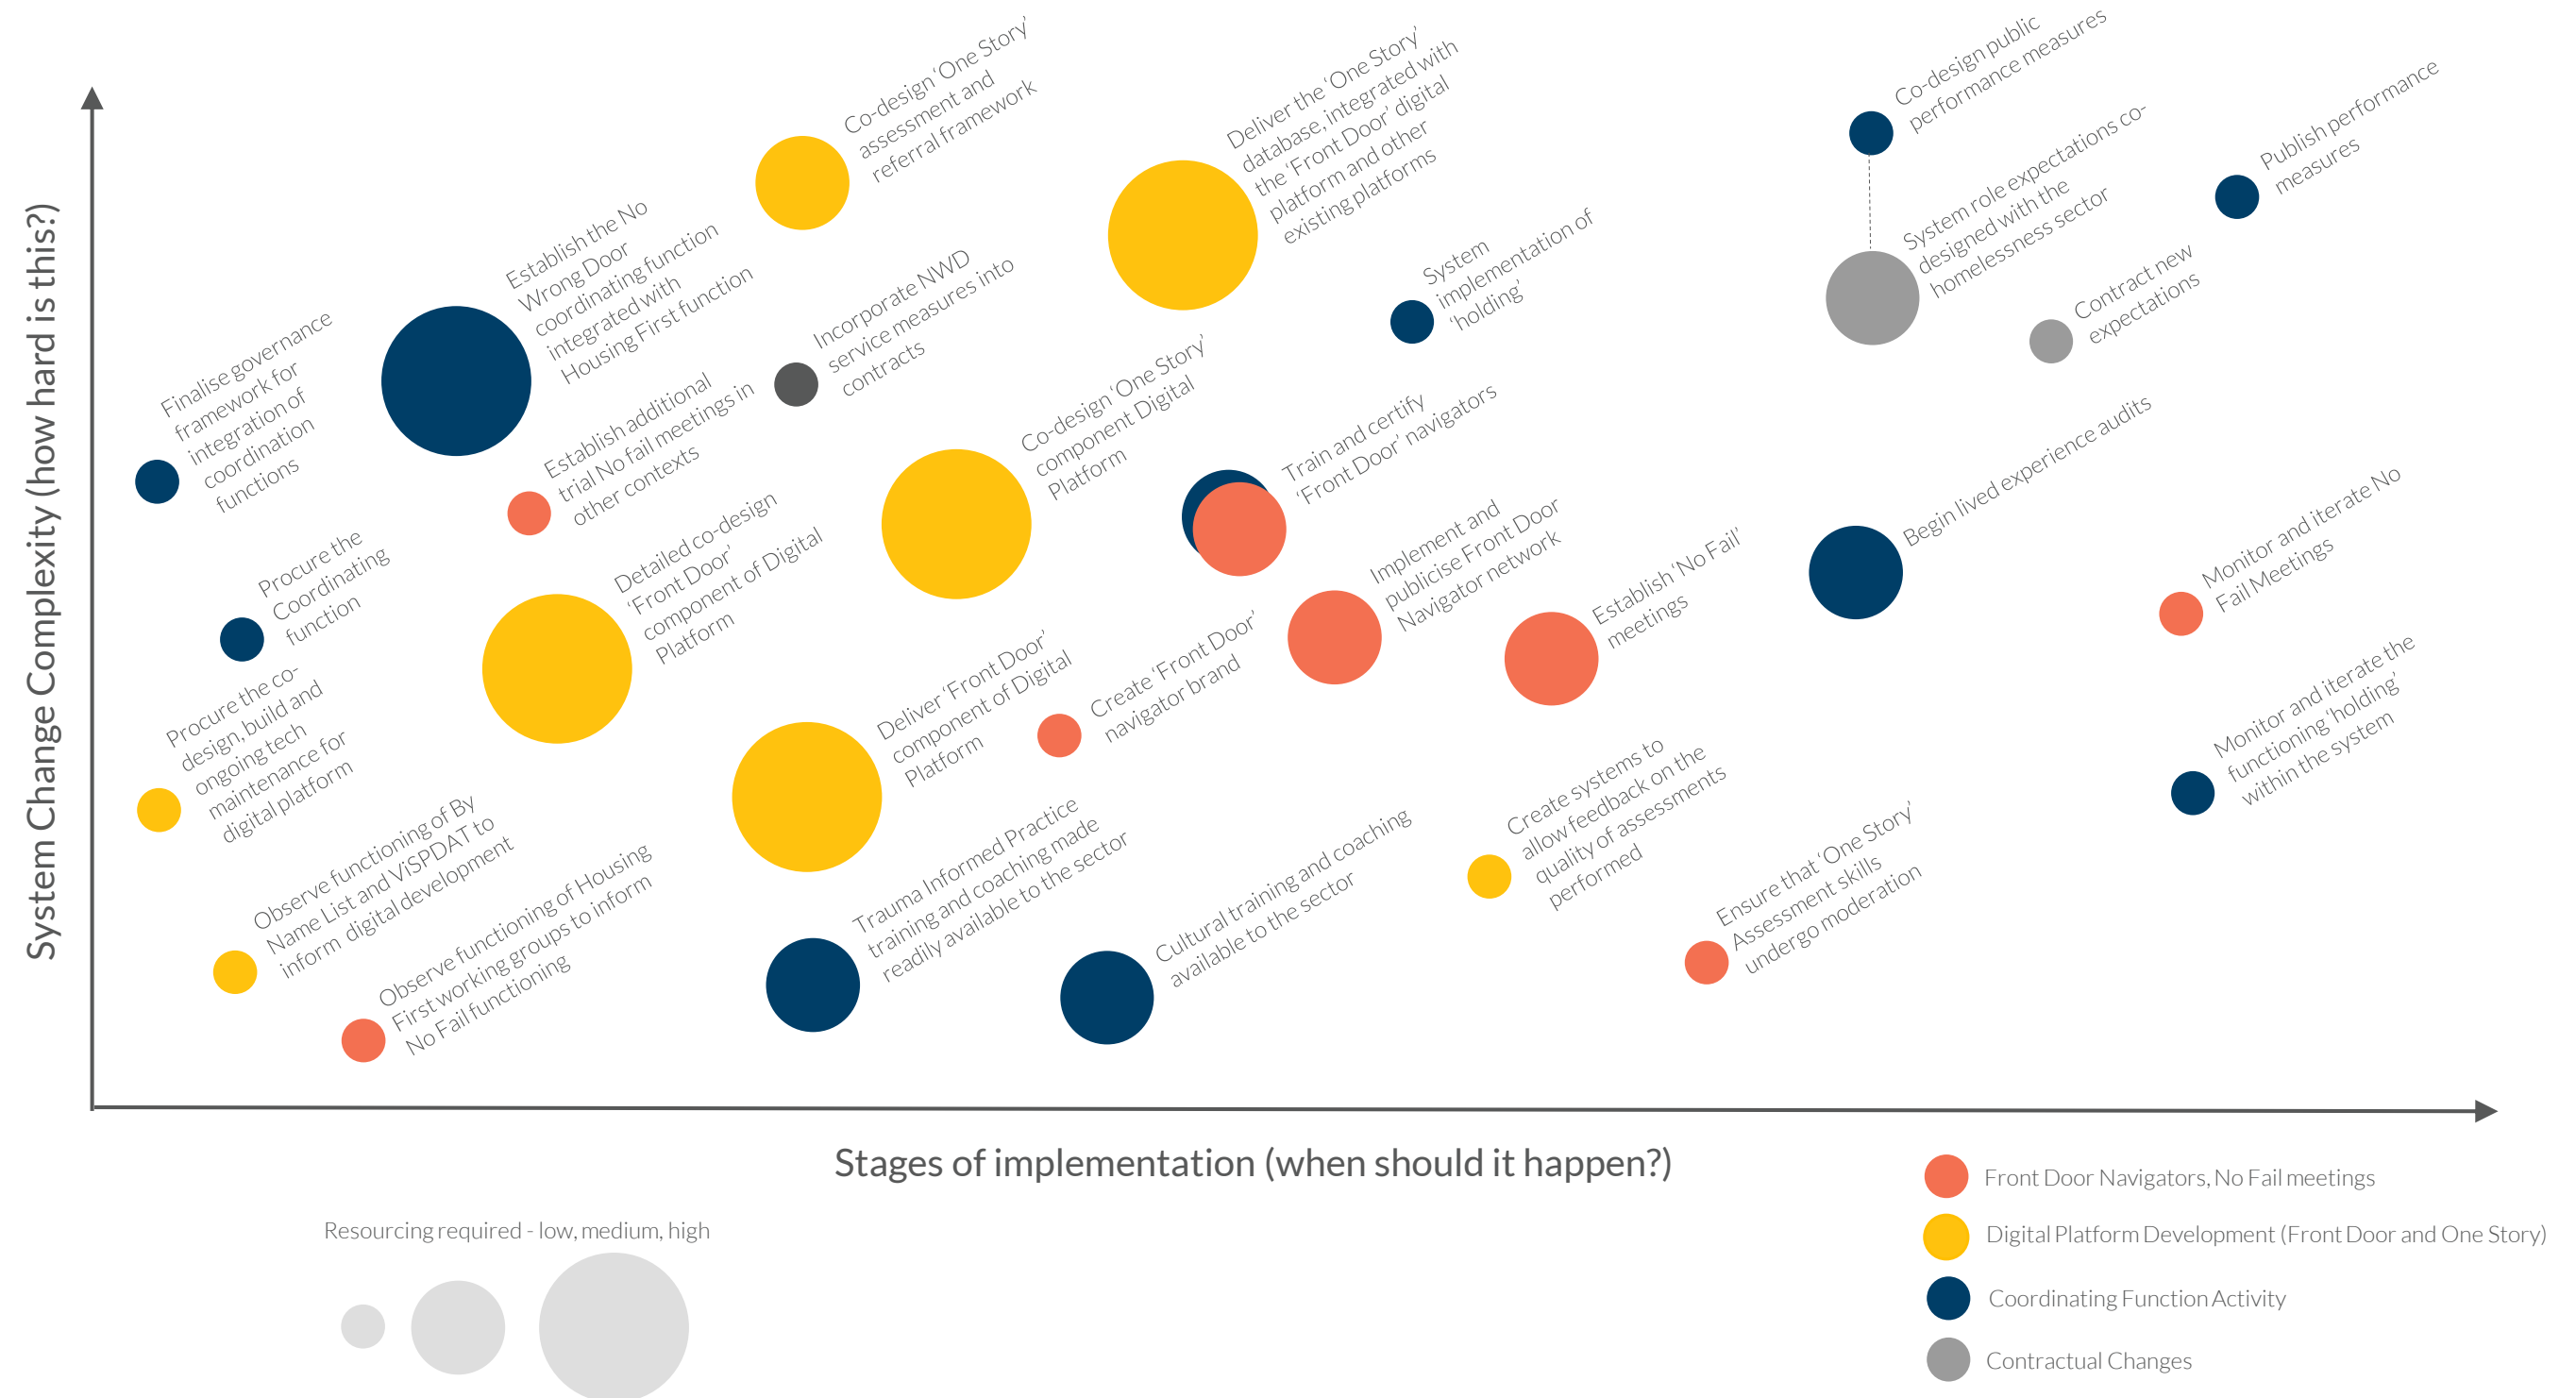 System Change Complexity (how hard is this?)
Finalise governance
framework for
integration of
coordination
functions
Establish the No
Wrong Door
coordinating function
integrated with
Housing First function
Co-design ‘One Story’
assessment and
referral framework
Deliver the ‘One Story’
database, integrated with
the ‘Front Door’ digital
platform and other
existing platforms
Co-design public
performance measures
Publish performance
measures
System role expectations co-
designed with the
homelessness sector
Contract new
expectations
System
implementation of
‘holding’
Incorporate NWD
service measures into
contracts
Establish additional
trial No fail meetings in
other contexts
Co-design ‘One Story’
component Digital
Platform
Train and certify
‘Front Door’ navigators
Begin lived experience audits
Procure the
Coordinating
function
Detailed co-design
‘Front Door’
component of Digital
Platform
Implement and
publicise Front Door
Navigator network
Establish ‘No Fail’
meetings
Monitor and iterate No
Fail Meetings
Procure the co-
design, build and
ongoing tech
maintenance for
digital platform
Deliver ‘Front Door’
component of Digital
Platform
Create ‘Front Door’
navigator brand
Monitor and iterate the
functioning ‘holding’
within the system
Observe functioning of By
Name List and ViSPDAT to
inform digital development
Create systems to
allow feedback on the
quality of assessments
performed
Observe functioning of Housing
First working groups to inform
No Fail functioning
Trauma Informed Practice
training and coaching made
readily available to the sector
Cultural training and coaching
available to the sector
Ensure that ‘One Story’
Assessment skills
undergo moderation
Stages of implementation (when should it happen?)
Resourcing required - low, medium, high
Front Door Navigators, No Fail meetings
Digital Platform Development (Front Door and One Story)
Coordinating Function Activity
Contractual Changes